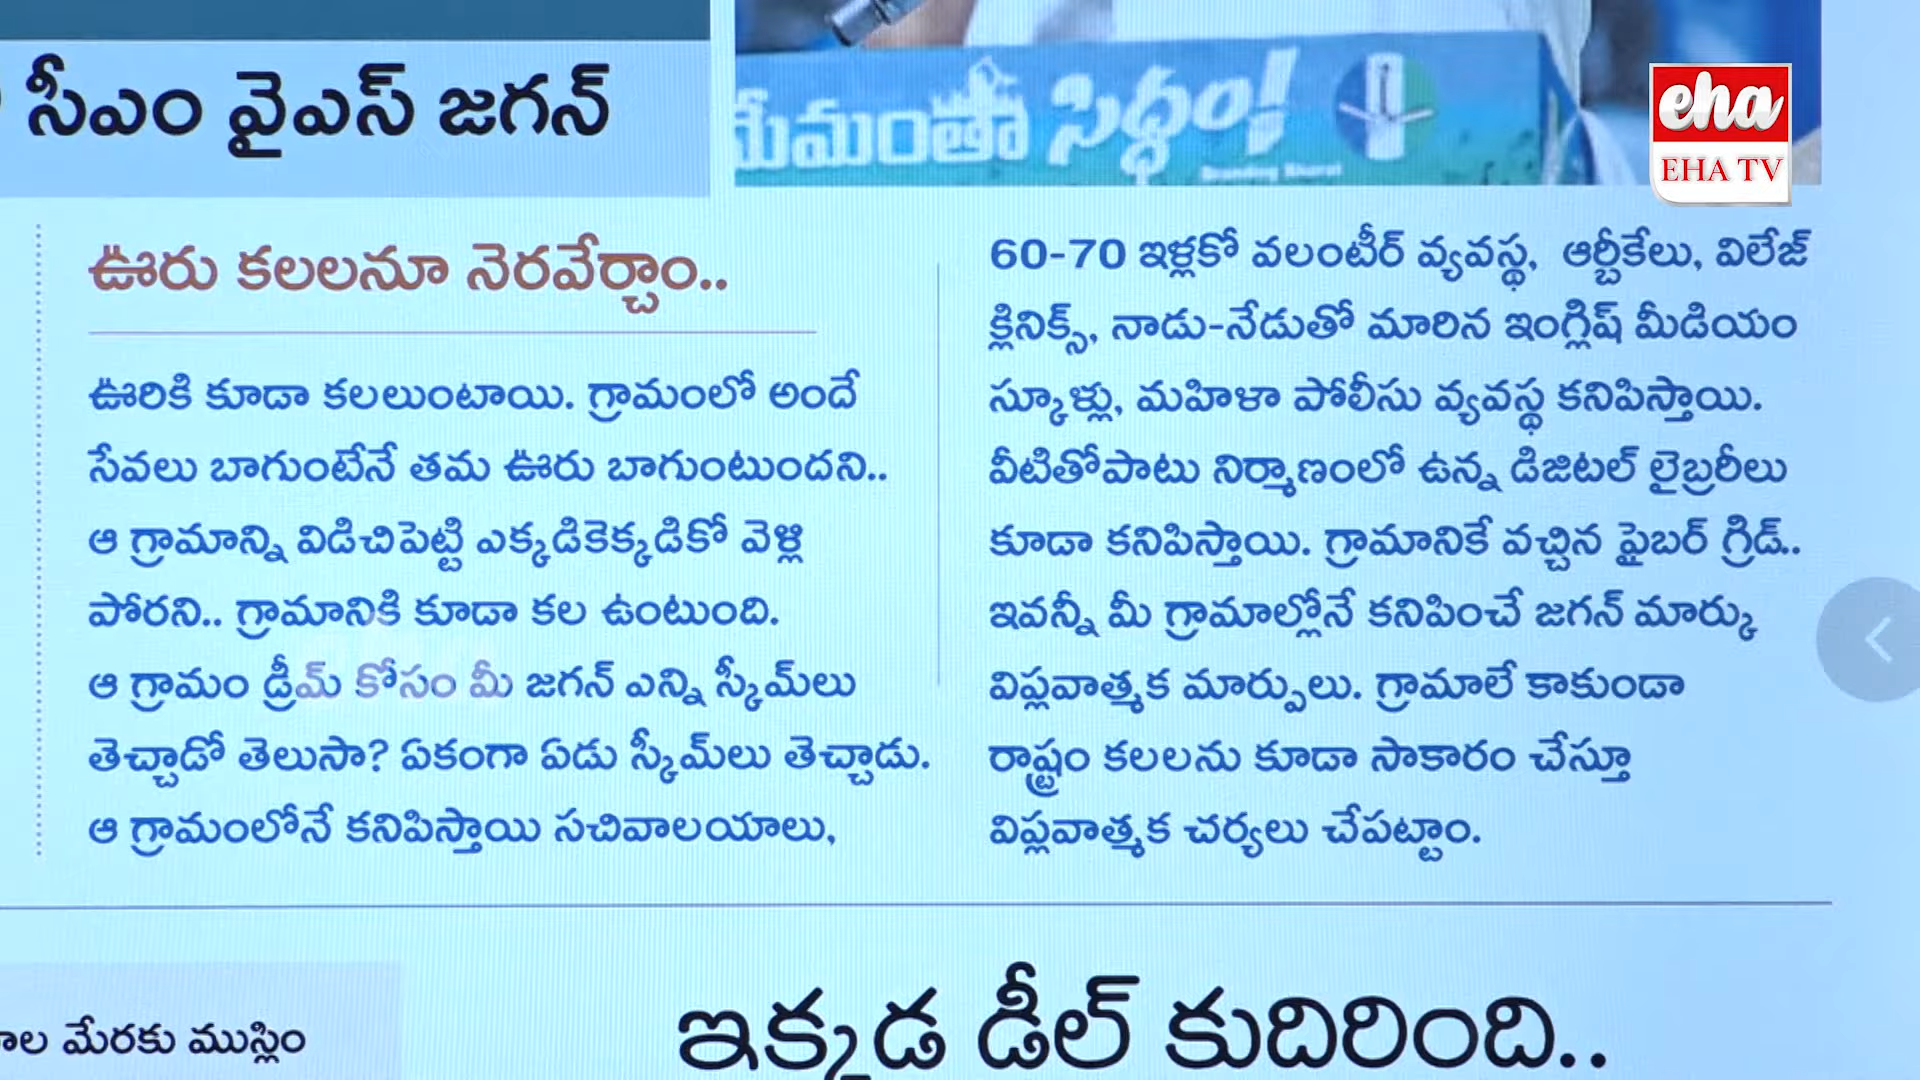 సీఎం వైఎస్ జగన్
మేమంతా సిద్ధం!
eha
EHA TV
ఊరు కలలనూ నెరవేర్చాం..
ఊరికి కూడా కలలుంటాయి. గ్రామంలో అందే
సేవలు బాగుంటేనే తమ ఊరు బాగుంటుందని..
ఆ గ్రామాన్ని విడిచిపెట్టి ఎక్కడికెక్కడికో వెళ్లి
పోరని.. గ్రామానికి కూడా కల ఉంటుంది.
ఆ గ్రామం డ్రీమ్ కోసం మీ జగన్ ఎన్ని స్కీమ్‌లు
తెచ్చాడో తెలుసా? ఏకంగా ఏడు స్కీమ్‌లు తెచ్చాడు.
ఆ గ్రామంలోనే కనిపిస్తాయి సచివాలయాలు,
60-70 ఇళ్లకో వలంటీర్ వ్యవస్థ, ఆర్బీకేలు, విలేజ్
క్లినిక్స్, నాడు-నేడుతో మారిన ఇంగ్లిష్ మీడియం
స్కూళ్లు, మహిళా పోలీసు వ్యవస్థ కనిపిస్తాయి.
వీటితోపాటు నిర్మాణంలో ఉన్న డిజిటల్ లైబ్రరీలు
కూడా కనిపిస్తాయి. గ్రామానికే వచ్చిన ఫైబర్ గ్రిడ్..
ఇవన్నీ మీ గ్రామాల్లోనే కనిపించే జగన్ మార్కు
విప్లవాత్మక మార్పులు. గ్రామాలే కాకుండా
రాష్ట్రం కలలను కూడా సాకారం చేస్తూ
విప్లవాత్మక చర్యలు చేపట్టాం.
మేరకు ముస్లిం
ఇక్కడ డీల్ కుదిరింది..